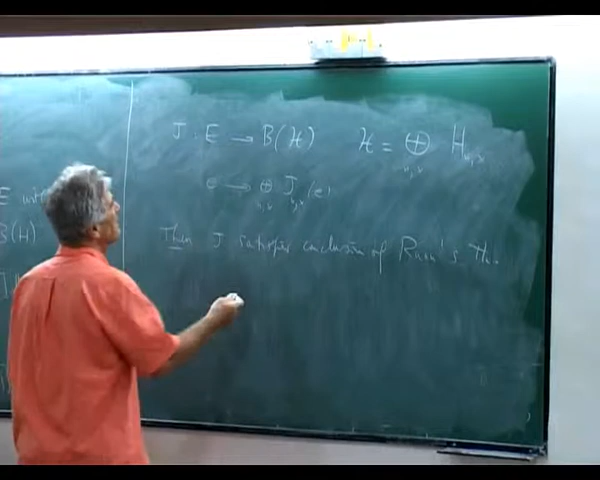 J : E → B(ℋ)   ℋ = ⊕_{n,x} H_{n,x}
e → ⊕_{n,x} J_{n,x}(e)
Then J satisfies conclusion of Ruan's Th.
E
B(H)